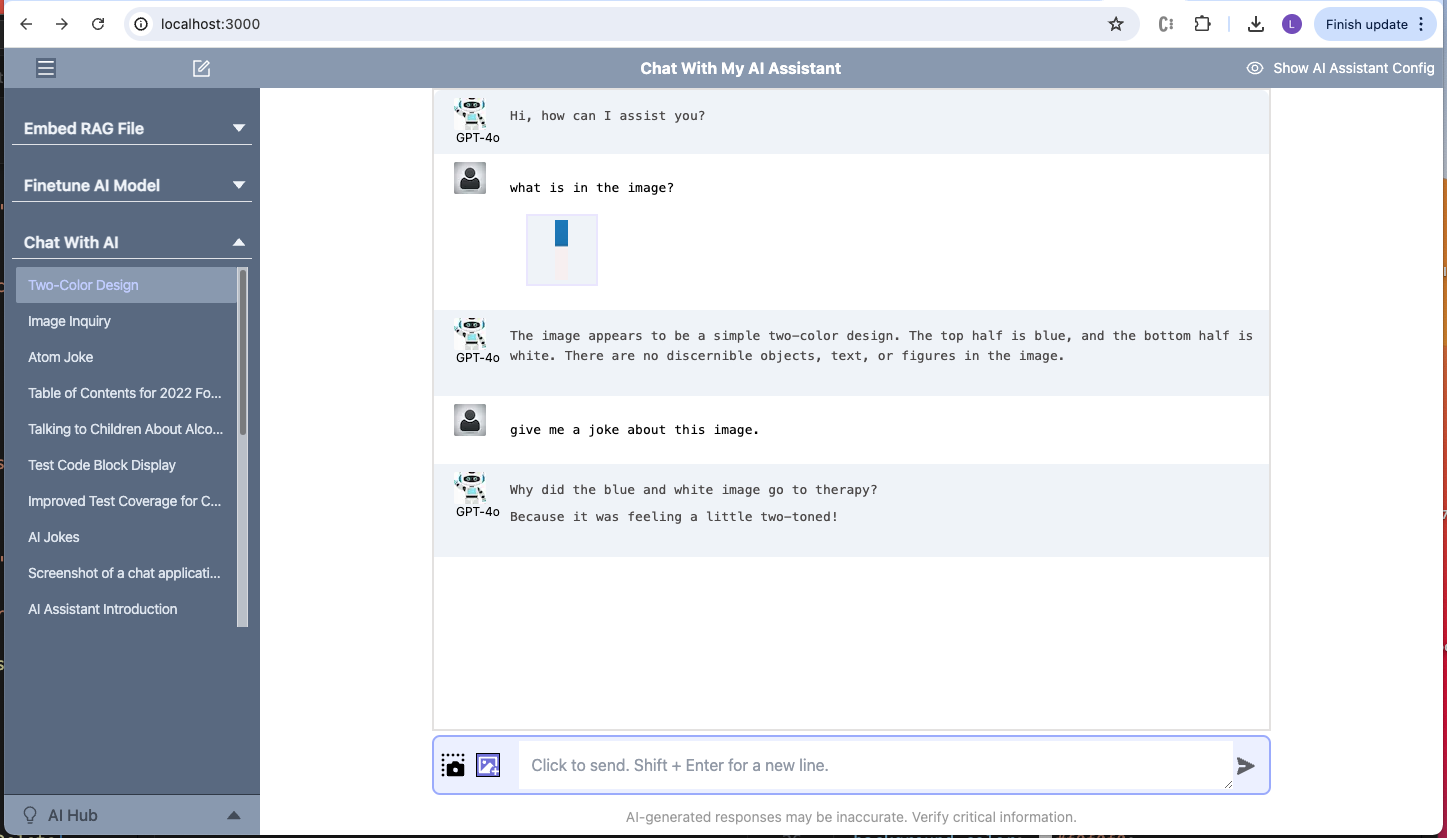 localhost:3000
L
Finish update
Chat With My AI Assistant
Show AI Assistant Config
Embed RAG File
Finetune AI Model
Chat With AI
Two-Color Design
Image Inquiry
Atom Joke
Table of Contents for 2022 Fo...
Talking to Children About Alco...
Test Code Block Display
Improved Test Coverage for C...
AI Jokes
Screenshot of a chat applicati...
AI Assistant Introduction
AI Hub
Hi, how can I assist you?
GPT-4o
what is in the image?
The image appears to be a simple two-color design. The top half is blue, and the bottom half is
GPT-4o
white. There are no discernible objects, text, or figures in the image.
give me a joke about this image.
Why did the blue and white image go to therapy?
GPT-4o
Because it was feeling a little two-toned!
Click to send. Shift + Enter for a new line.
AI-generated responses may be inaccurate. Verify critical information.